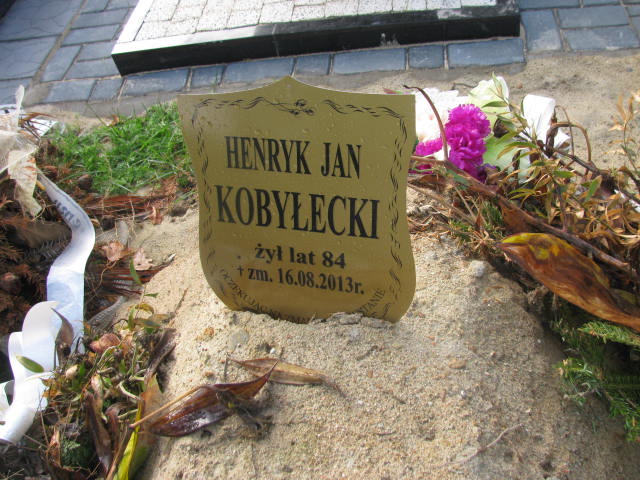 HENRYK JAN
KOBYŁECKI
żył lat 84
+ zm. 16.08.2013r.